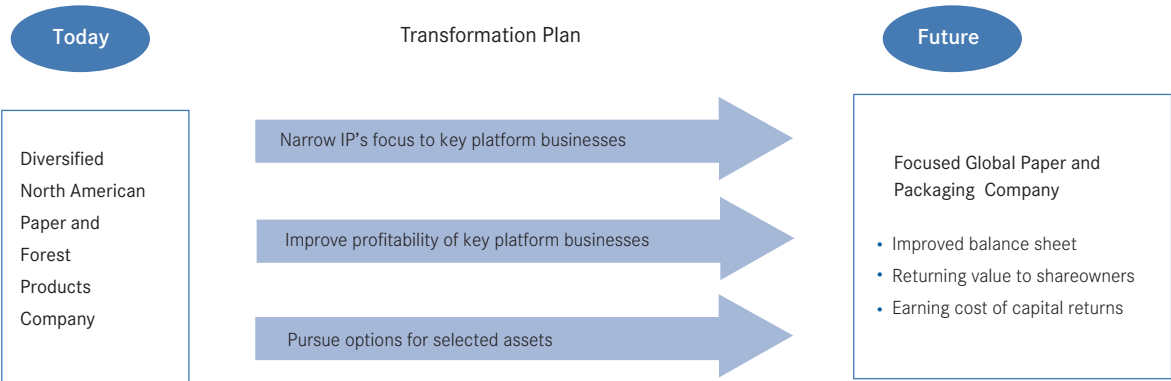 Today
Transformation Plan
Future
Diversified
North American
Paper and
Forest
Products
Company
Narrow IP's focus to key platform businesses
Improve profitability of key platform businesses
Pursue options for selected assets
Focused Global Paper and
Packaging Company
• Improved balance sheet
• Returning value to shareowners
• Earning cost of capital returns